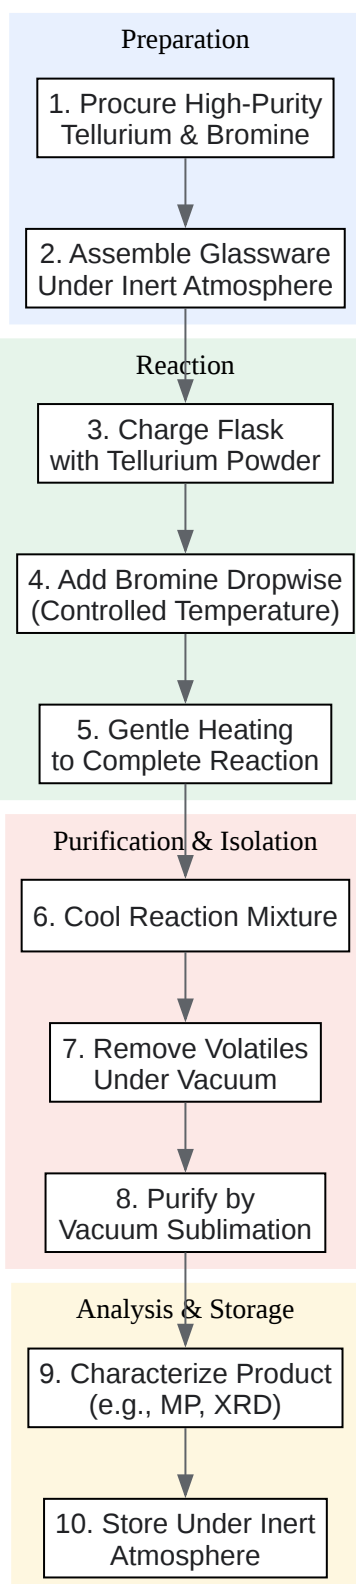 Preparation
1. Procure High-Purity
Tellurium & Bromine
2. Assemble Glassware
Under Inert Atmosphere
Reaction
3. Charge Flask
with Tellurium Powder
4. Add Bromine Dropwise
(Controlled Temperature)
5. Gentle Heating
to Complete Reaction
Purification & Isolation
6. Cool Reaction Mixture
7. Remove Volatiles
Under Vacuum
8. Purify by
Vacuum Sublimation
Analysis & Storage
9. Characterize Product
(e.g., MP, XRD)
10. Store Under Inert
Atmosphere